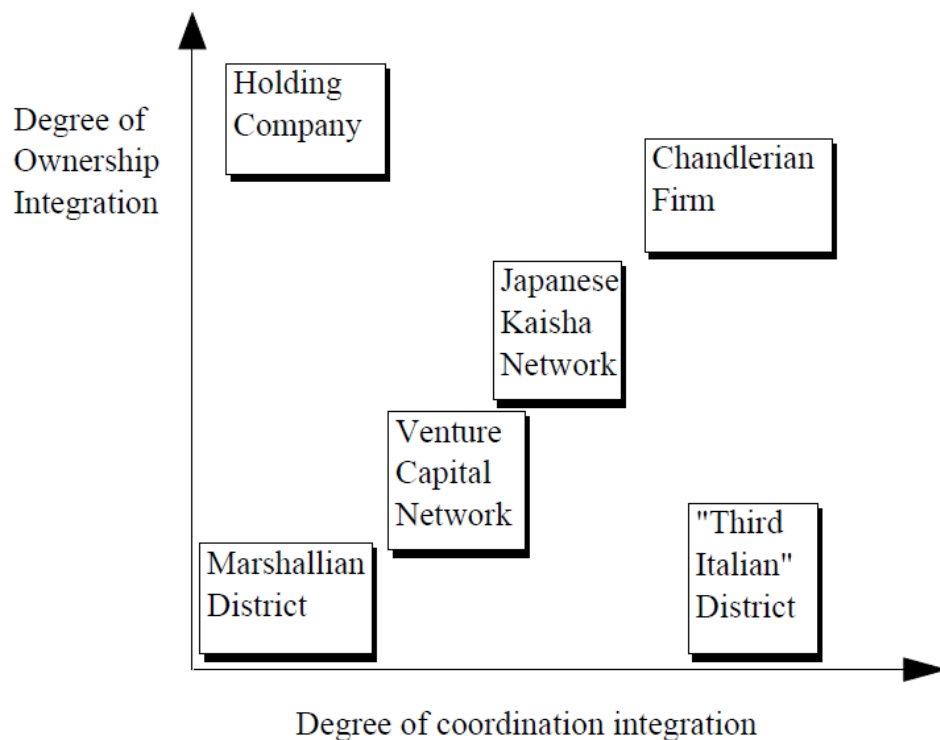 Degree of
Ownership
Integration
Holding
Company
Chandlerian
Firm
Japanese
Kaisha
Network
Venture
Capital
Network
Marshallian
District
"Third
Italian"
District
Degree of coordination integration